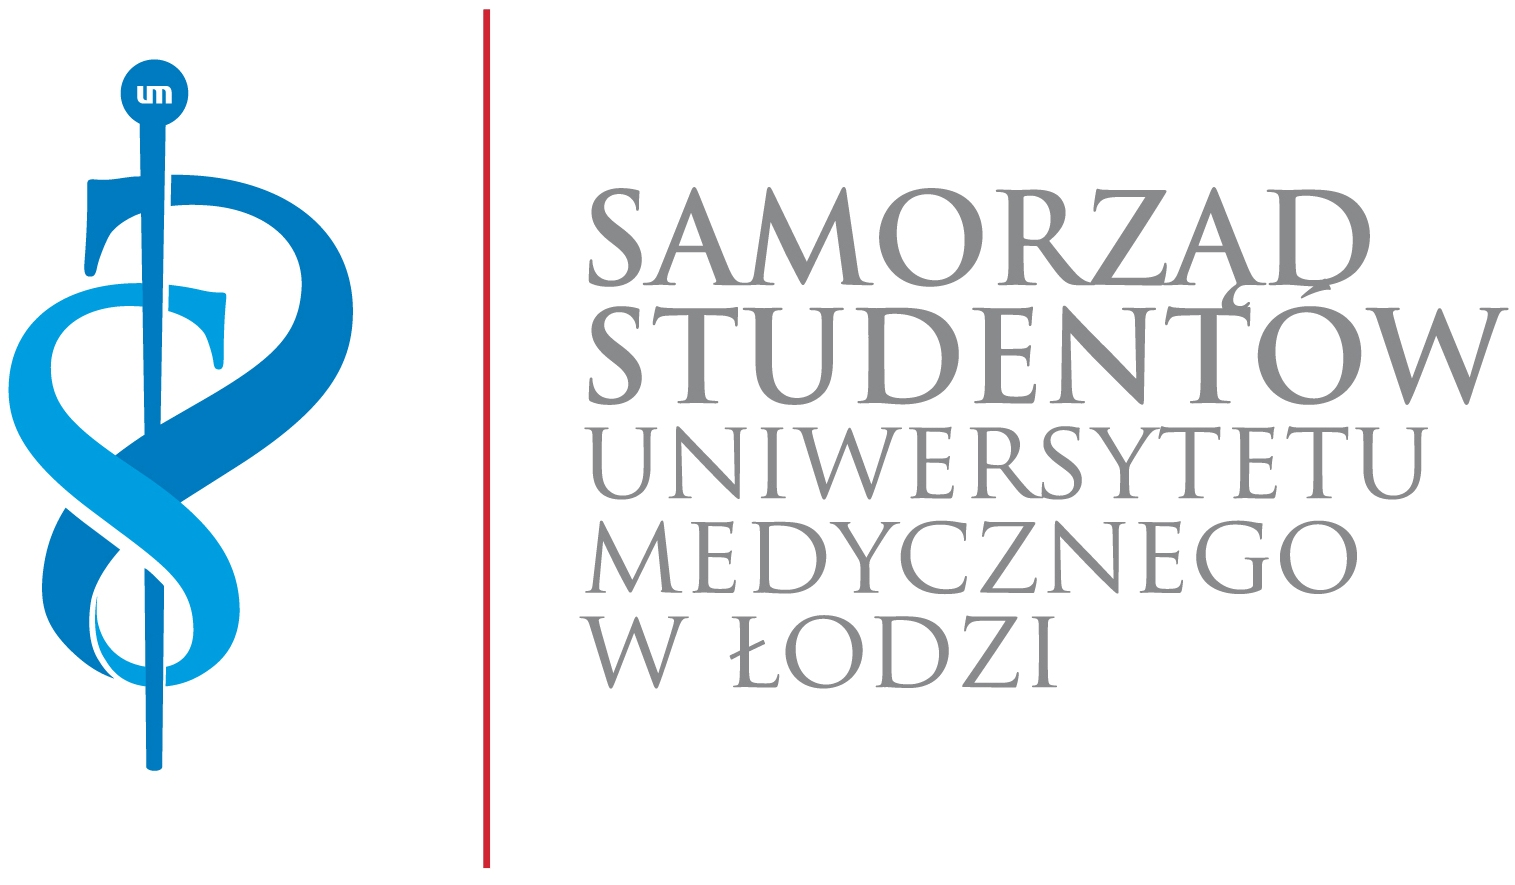 um
SAMORZĄD
STUDENTÓW
UNIWERSYTETU
MEDYCZNEGO
W ŁODZI